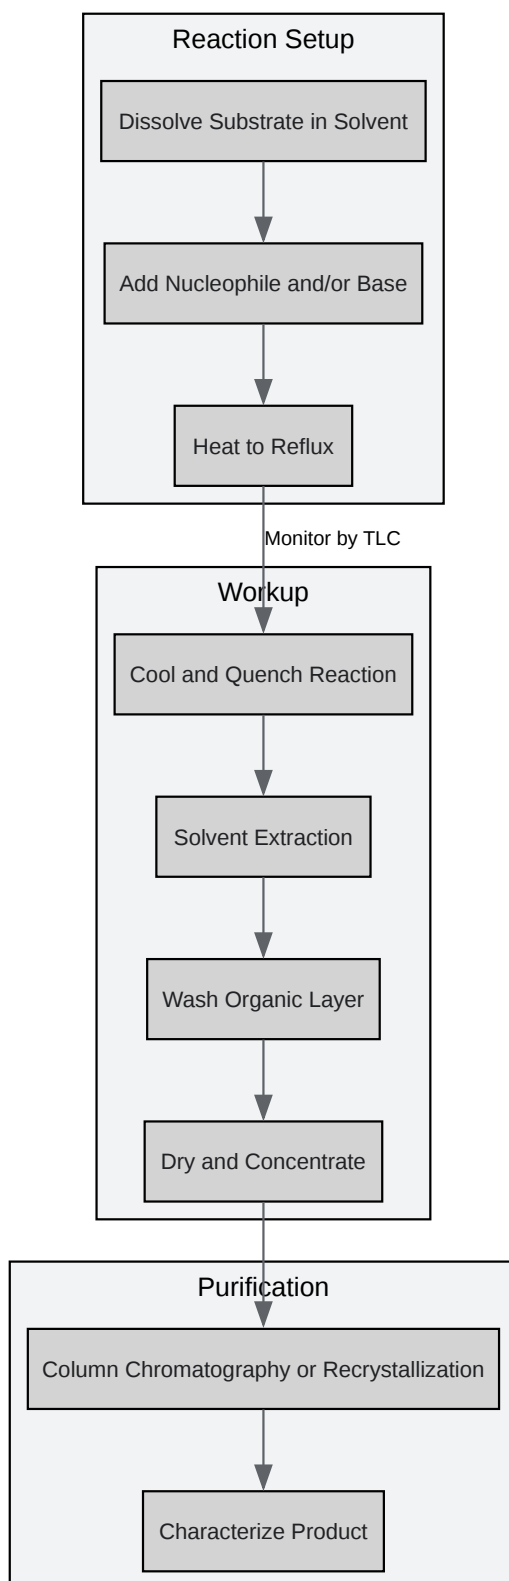 Reaction Setup
Dissolve Substrate in Solvent
Add Nucleophile and/or Base
Heat to Reflux
Monitor by TLC
Workup
Cool and Quench Reaction
Solvent Extraction
Wash Organic Layer
Dry and Concentrate
Purification
Column Chromatography or Recrystallization
Characterize Product